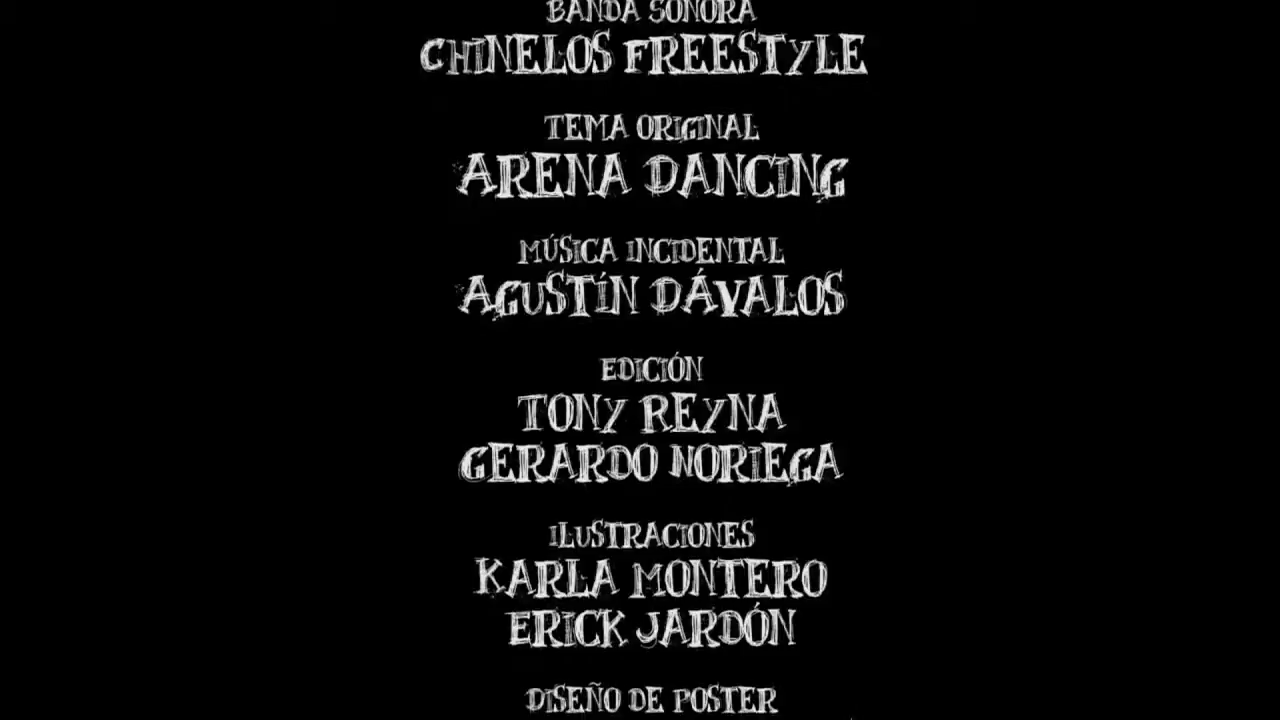 BANDA SONORA
CHINELOS FREESTYLE
TEMA ORIGINAL
ARENA DANCING
MÚSICA INCIDENTAL
AGUSTÍN DÁVALOS
EDICIÓN
TONY REYNA
GERARDO NORIEGA
ILUSTRACIONES
KARLA MONTERO
ERICK JARDÓN
DISEÑO DE POSTER